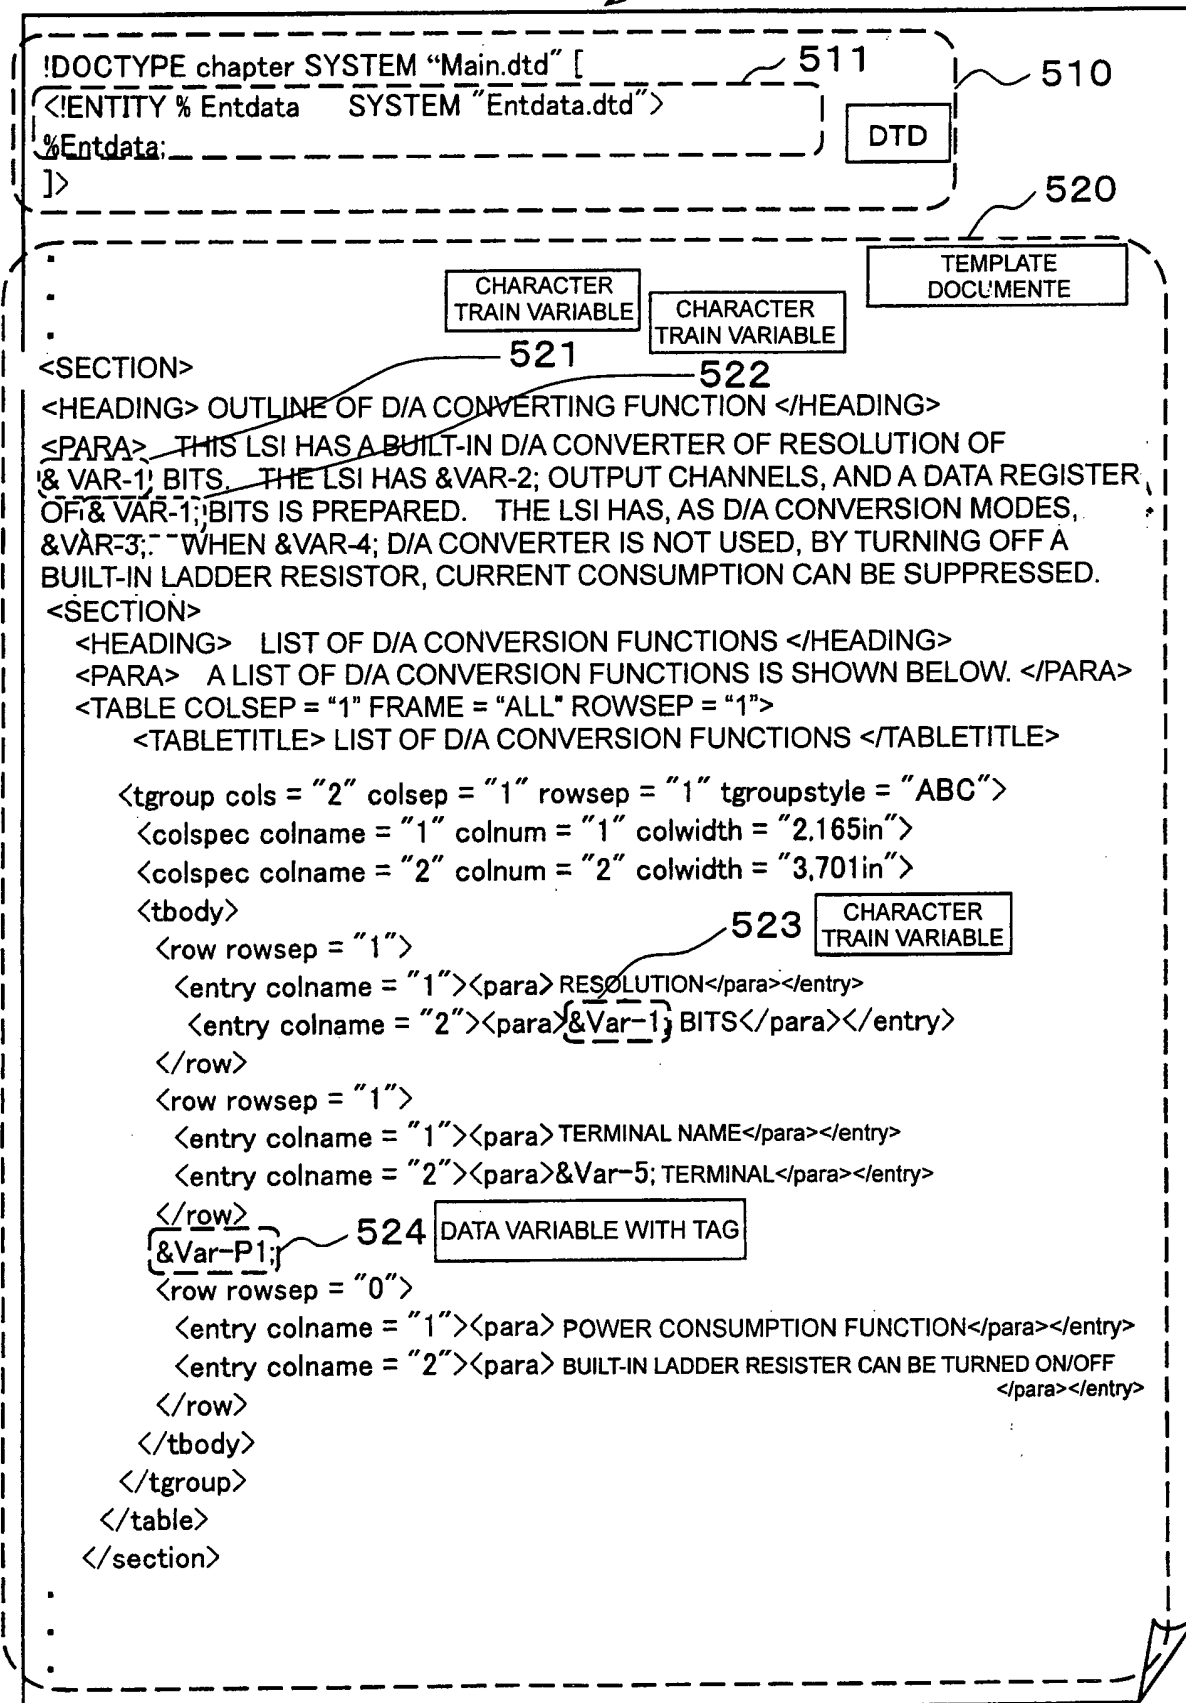 !DOCTYPE chapter SYSTEM “Main.dtd” [
511
510
<!ENTITY % Entdata SYSTEM "Entdata.dtd">
%Entdata;
DTD
]>
520
TEMPLATE
DOCUMENTE
CHARACTER
TRAIN VARIABLE
CHARACTER
TRAIN VARIABLE
521
522
<SECTION>
<HEADING> OUTLINE OF D/A CONVERTING FUNCTION </HEADING>
<PARA> THIS LSI HAS A BUILT-IN D/A CONVERTER OF RESOLUTION OF
& VAR-1; BITS. THE LSI HAS &VAR-2; OUTPUT CHANNELS, AND A DATA REGISTER
OF & VAR-1; BITS IS PREPARED. THE LSI HAS, AS D/A CONVERSION MODES,
&VAR-3;. WHEN &VAR-4; D/A CONVERTER IS NOT USED, BY TURNING OFF A
BUILT-IN LADDER RESISTOR, CURRENT CONSUMPTION CAN BE SUPPRESSED.
<SECTION>
<HEADING> LIST OF D/A CONVERSION FUNCTIONS </HEADING>
<PARA> A LIST OF D/A CONVERSION FUNCTIONS IS SHOWN BELOW. </PARA>
<TABLE COLSEP = “1” FRAME = “ALL” ROWSEP = “1”>
<TABLETITLE> LIST OF D/A CONVERSION FUNCTIONS </TABLETITLE>
<tgroup cols = "2" colsep = "1" rowsep = "1" tgroupstyle = "ABC">
<colspec colname = "1" colnum = "1" colwidth = "2.165in">
<colspec colname = "2" colnum = "2" colwidth = "3,701in">
<tbody>
523
CHARACTER
TRAIN VARIABLE
<row rowsep = "1">
<entry colname = "1"><para> RESOLUTION</para></entry>
<entry colname = "2"><para>&Var-1; BITS</para></entry>
</row>
<row rowsep = "1">
<entry colname = "1"><para> TERMINAL NAME</para></entry>
<entry colname = "2"><para>&Var-5; TERMINAL</para></entry>
</row>
&Var-P1;
524
DATA VARIABLE WITH TAG
<row rowsep = "0">
<entry colname = "1"><para> POWER CONSUMPTION FUNCTION</para></entry>
<entry colname = "2"><para> BUILT-IN LADDER RESISTER CAN BE TURNED ON/OFF
</para></entry>
</row>
</tbody>
</tgroup>
</table>
</section>